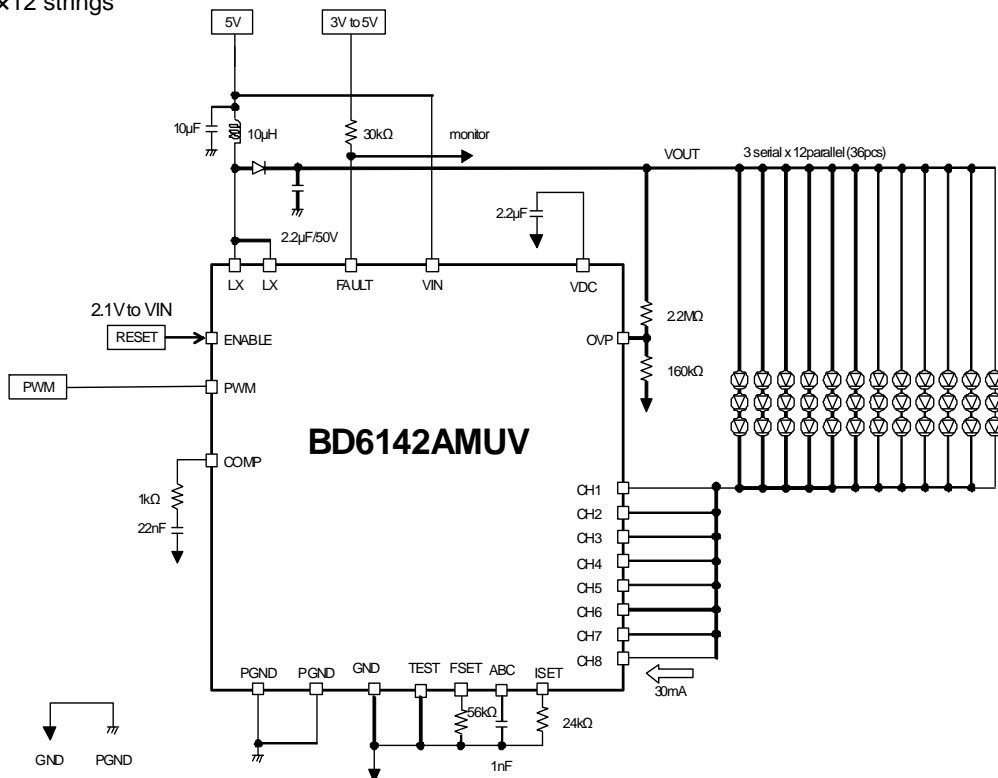 ×12 strings
5V
3V to 5V
10µF
10µH
30kΩ
monitor
VOUT
3 serial x 12parallel (36pcs)
2.2µF
2.2µF/50V
LX
LX
FAULT
VIN
VDC
2.1V to VIN
RESET
ENABLE
2.2MΩ
OVP
PWM
PWM
160kΩ
BD6142AMUV
COMP
1kΩ
22nF
CH1
CH2
CH3
CH4
CH5
CH6
CH7
CH8
30mA
PGND
PGND
GND
TEST
FSET
ABC
ISET
56kΩ
24kΩ
1nF
GND
PGND